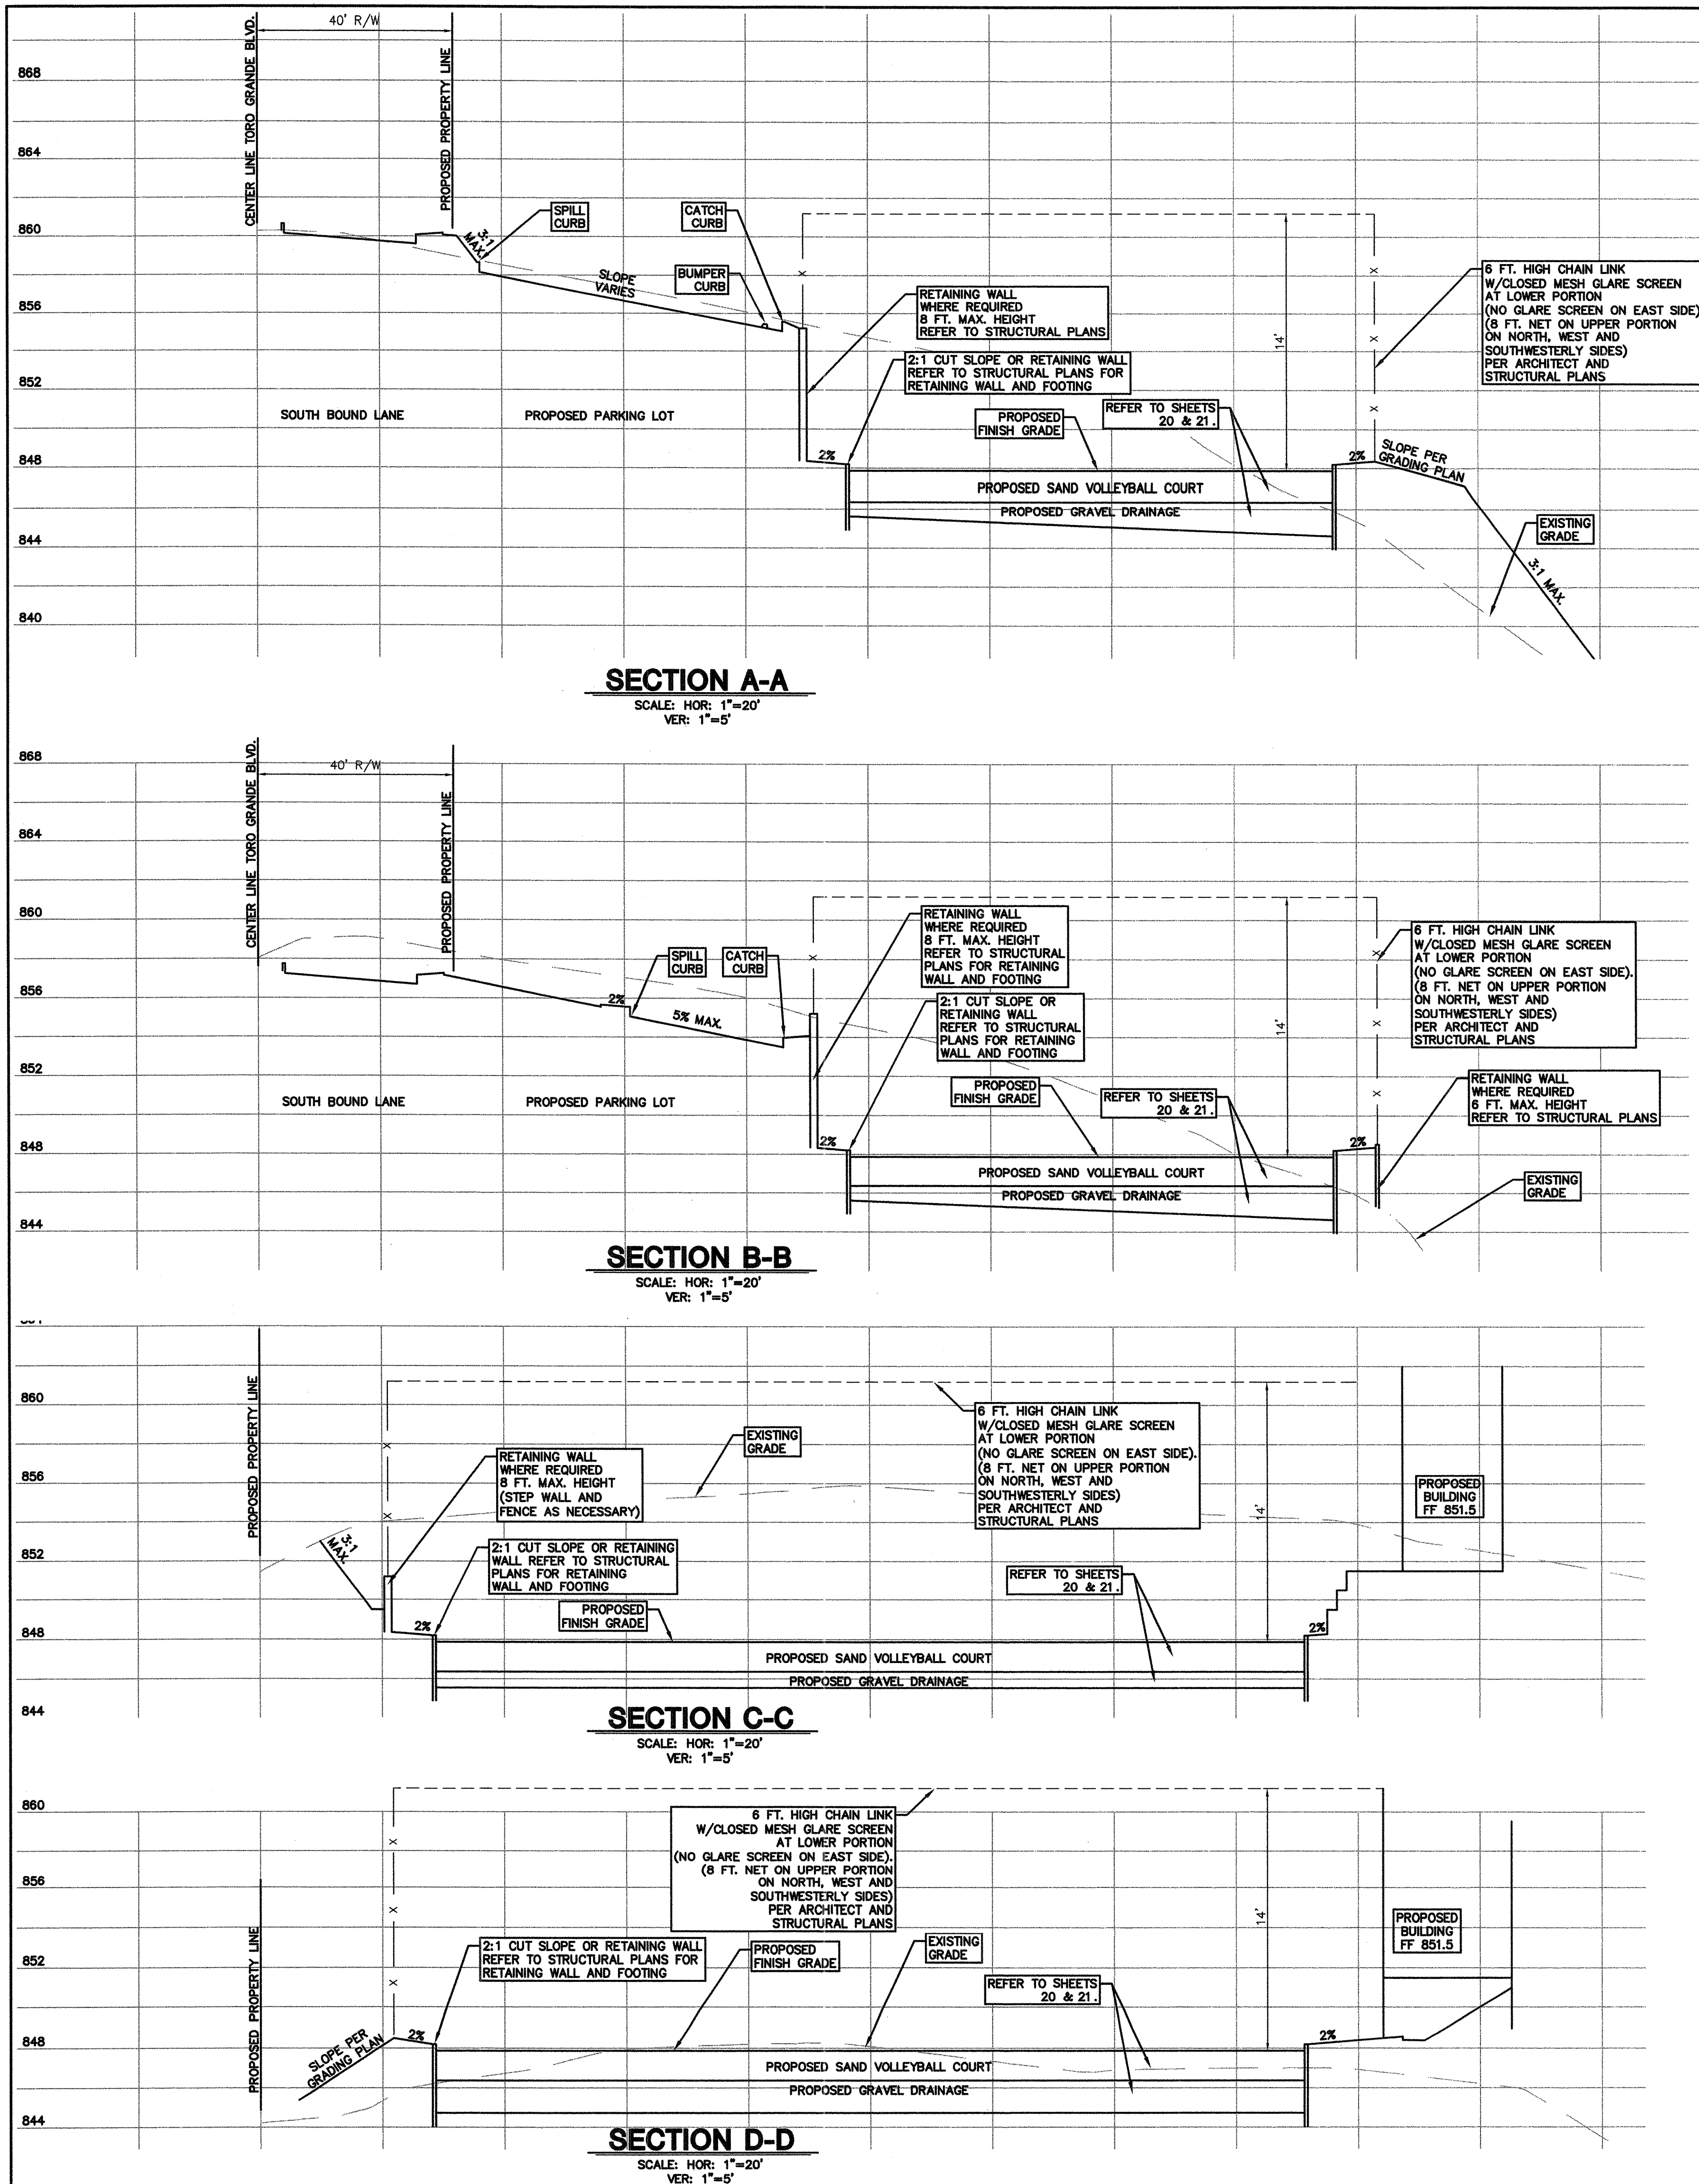 40' R/W
CENTER LINE TORO GRANDE BLVD.
PROPOSED PROPERTY LINE
868
864
860
856
852
848
844
840
3:1
MAX.
SPILL
CURB
CATCH
CURB
BUMPER
CURB
SLOPE
VARIES
SOUTH BOUND LANE
PROPOSED PARKING LOT
RETAINING WALL
WHERE REQUIRED
8 FT. MAX. HEIGHT
REFER TO STRUCTURAL PLANS
2:1 CUT SLOPE OR RETAINING WALL
REFER TO STRUCTURAL PLANS FOR
RETAINING WALL AND FOOTING
PROPOSED
FINISH GRADE
REFER TO SHEETS
20 & 21.
14'
2%
2%
PROPOSED SAND VOLLEYBALL COURT
PROPOSED GRAVEL DRAINAGE
6 FT. HIGH CHAIN LINK
W/CLOSED MESH GLARE SCREEN
AT LOWER PORTION
(NO GLARE SCREEN ON EAST SIDE)
(8 FT. NET ON UPPER PORTION
ON NORTH, WEST AND
SOUTHWESTERLY SIDES)
PER ARCHITECT AND
STRUCTURAL PLANS
SLOPE PER
GRADING PLAN
EXISTING
GRADE
3:1 MAX.
SECTION A-A
SCALE: HOR: 1"=20'
VER: 1"=5'
40' R/W
CENTER LINE TORO GRANDE BLVD.
PROPOSED PROPERTY LINE
868
864
860
856
852
848
844
SPILL
CURB
CATCH
CURB
2%
5% MAX.
SOUTH BOUND LANE
PROPOSED PARKING LOT
RETAINING WALL
WHERE REQUIRED
8 FT. MAX. HEIGHT
REFER TO STRUCTURAL
PLANS FOR RETAINING
WALL AND FOOTING
2:1 CUT SLOPE OR
RETAINING WALL
REFER TO STRUCTURAL
PLANS FOR RETAINING
WALL AND FOOTING
PROPOSED
FINISH GRADE
REFER TO SHEETS
20 & 21.
14'
2%
2%
PROPOSED SAND VOLLEYBALL COURT
PROPOSED GRAVEL DRAINAGE
6 FT. HIGH CHAIN LINK
W/CLOSED MESH GLARE SCREEN
AT LOWER PORTION
(NO GLARE SCREEN ON EAST SIDE).
(8 FT. NET ON UPPER PORTION
ON NORTH, WEST AND
SOUTHWESTERLY SIDES)
PER ARCHITECT AND
STRUCTURAL PLANS
RETAINING WALL
WHERE REQUIRED
6 FT. MAX. HEIGHT
REFER TO STRUCTURAL PLANS
EXISTING
GRADE
SECTION B-B
SCALE: HOR: 1"=20'
VER: 1"=5'
PROPOSED PROPERTY LINE
860
856
852
848
844
3:1
MAX.
RETAINING WALL
WHERE REQUIRED
8 FT. MAX. HEIGHT
(STEP WALL AND
FENCE AS NECESSARY)
2:1 CUT SLOPE OR RETAINING
WALL REFER TO STRUCTURAL
PLANS FOR RETAINING
WALL AND FOOTING
PROPOSED
FINISH GRADE
EXISTING
GRADE
6 FT. HIGH CHAIN LINK
W/CLOSED MESH GLARE SCREEN
AT LOWER PORTION
(NO GLARE SCREEN ON EAST SIDE).
(8 FT. NET ON UPPER PORTION
ON NORTH, WEST AND
SOUTHWESTERLY SIDES)
PER ARCHITECT AND
STRUCTURAL PLANS
REFER TO SHEETS
20 & 21.
14'
PROPOSED
BUILDING
FF 851.5
2%
2%
PROPOSED SAND VOLLEYBALL COURT
PROPOSED GRAVEL DRAINAGE
SECTION C-C
SCALE: HOR: 1"=20'
VER: 1"=5'
PROPOSED PROPERTY LINE
860
856
852
848
844
SLOPE PER
GRADING PLAN
2%
2:1 CUT SLOPE OR RETAINING WALL
REFER TO STRUCTURAL PLANS FOR
RETAINING WALL AND FOOTING
6 FT. HIGH CHAIN LINK
W/CLOSED MESH GLARE SCREEN
AT LOWER PORTION
(NO GLARE SCREEN ON EAST SIDE).
(8 FT. NET ON UPPER PORTION
ON NORTH, WEST AND
SOUTHWESTERLY SIDES)
PER ARCHITECT AND
STRUCTURAL PLANS
PROPOSED
FINISH GRADE
EXISTING
GRADE
REFER TO SHEETS
20 & 21.
14'
PROPOSED
BUILDING
FF 851.5
2%
PROPOSED SAND VOLLEYBALL COURT
PROPOSED GRAVEL DRAINAGE
SECTION D-D
SCALE: HOR: 1"=20'
VER: 1"=5'